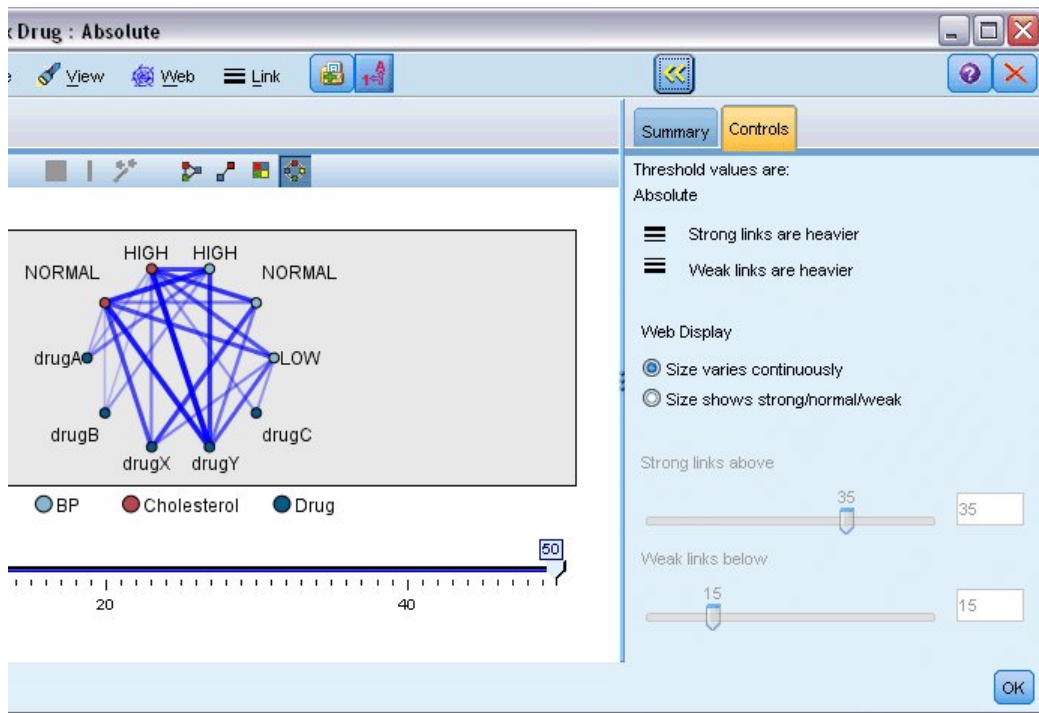 Drug : Absolute
View Web Link
Summary Controls
Threshold values are:
Absolute
Strong links are heavier
Weak links are heavier
Web Display
Size varies continuously
Size shows strong/normal/weak
Strong links above
35
35
Weak links below
15
15
OK
HIGH HIGH
NORMAL NORMAL
drugA LOW
drugB drugC
drugX drugY
BP Cholesterol Drug
50
20 40